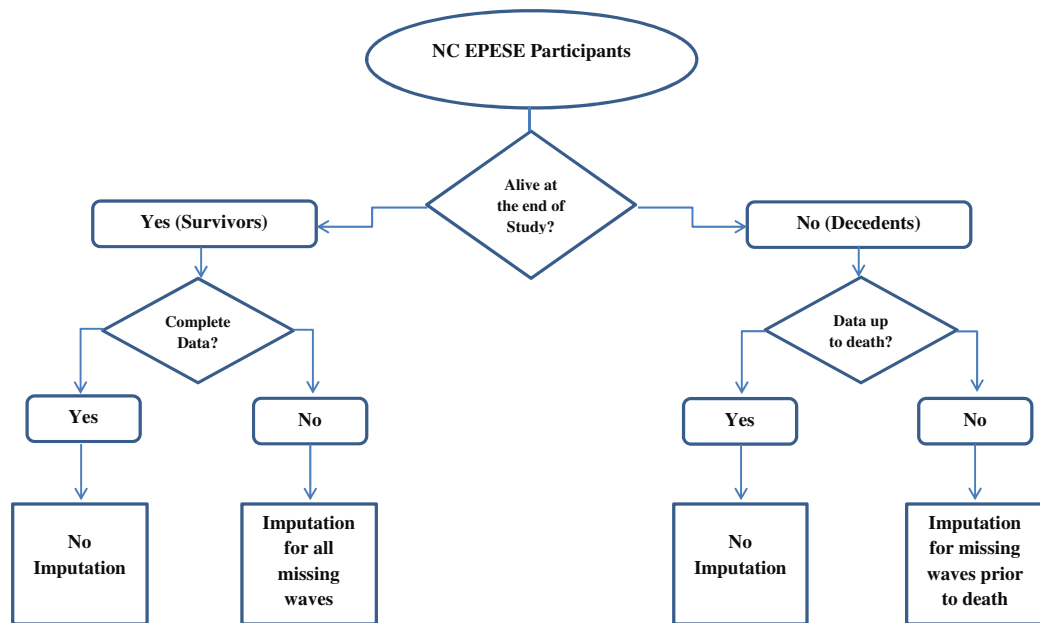 NC EPESE Participants
Alive at
the end of
Study?
Yes (Survivors)
No (Decedents)
Complete
Data?
Data up
to death?
Yes
No
Yes
No
No
Imputation
Imputation
for all
missing
waves
No
Imputation
Imputation
for missing
waves prior
to death